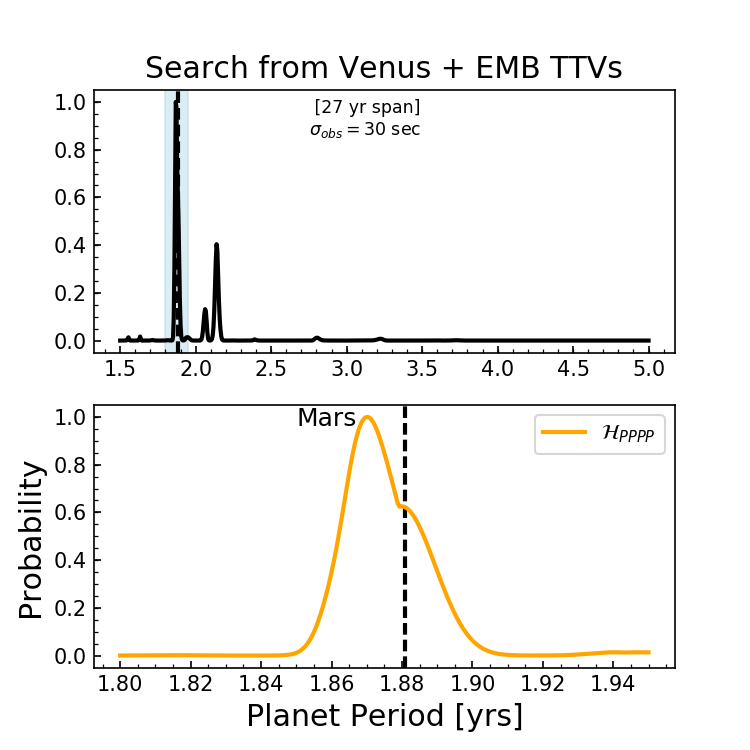 Search from Venus + EMB TTVs
[27 yr span]
σ_obs = 30 sec
1.0
0.8
0.6
0.4
0.2
0.0
1.5 2.0 2.5 3.0 3.5 4.0 4.5 5.0
Mars
ℋ_PPPP
Probability
1.0
0.8
0.6
0.4
0.2
0.0
1.80 1.82 1.84 1.86 1.88 1.90 1.92 1.94
Planet Period [yrs]